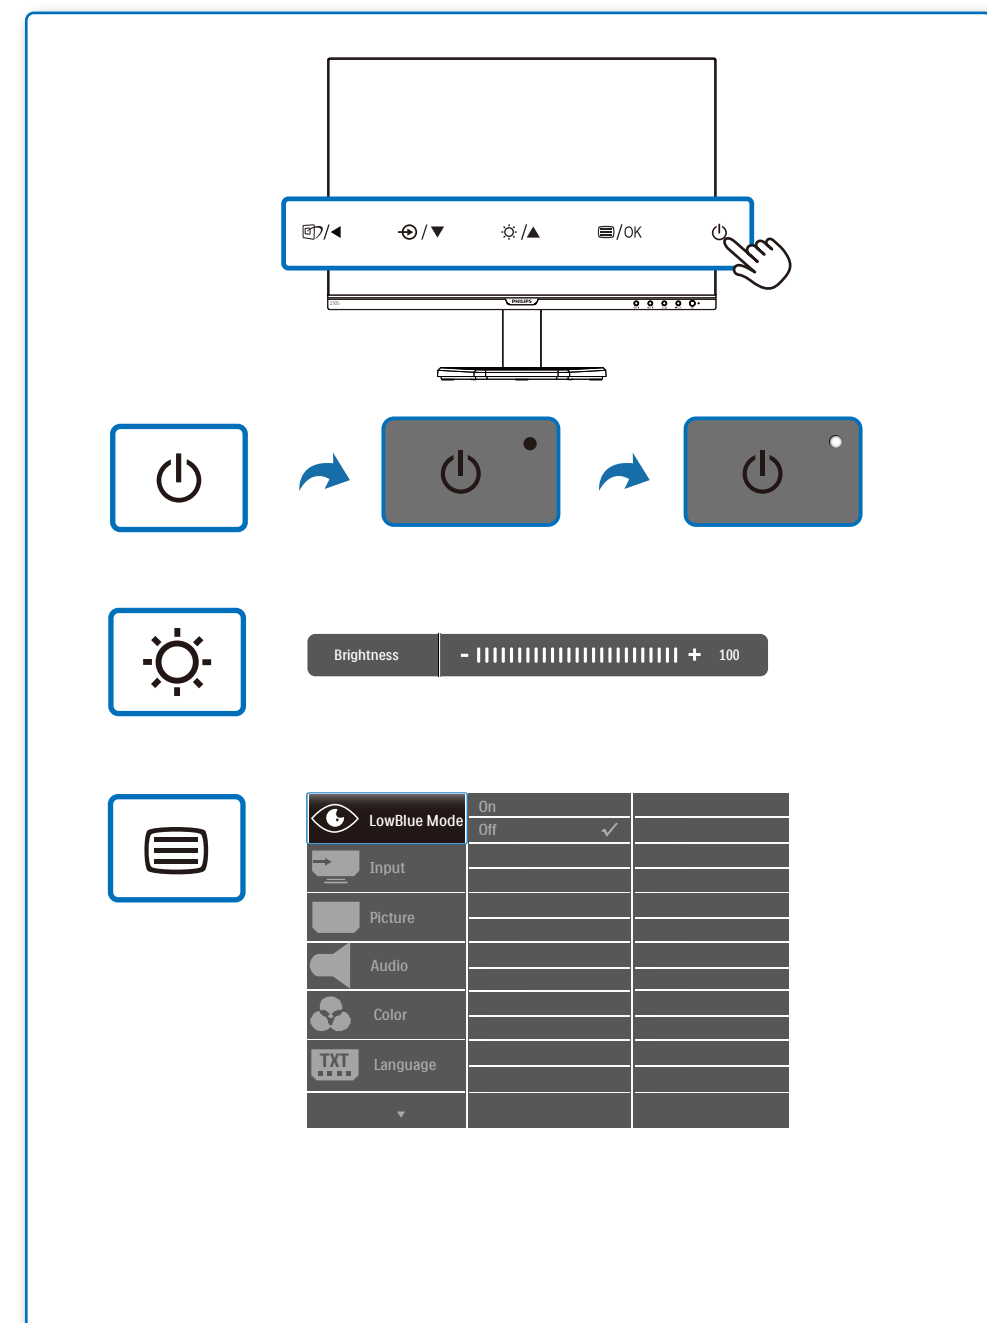 /OK
PHILIPS
Brightness - + 100
LowBlue Mode On
Off
Input
Picture
Audio
Color
TXT
Language